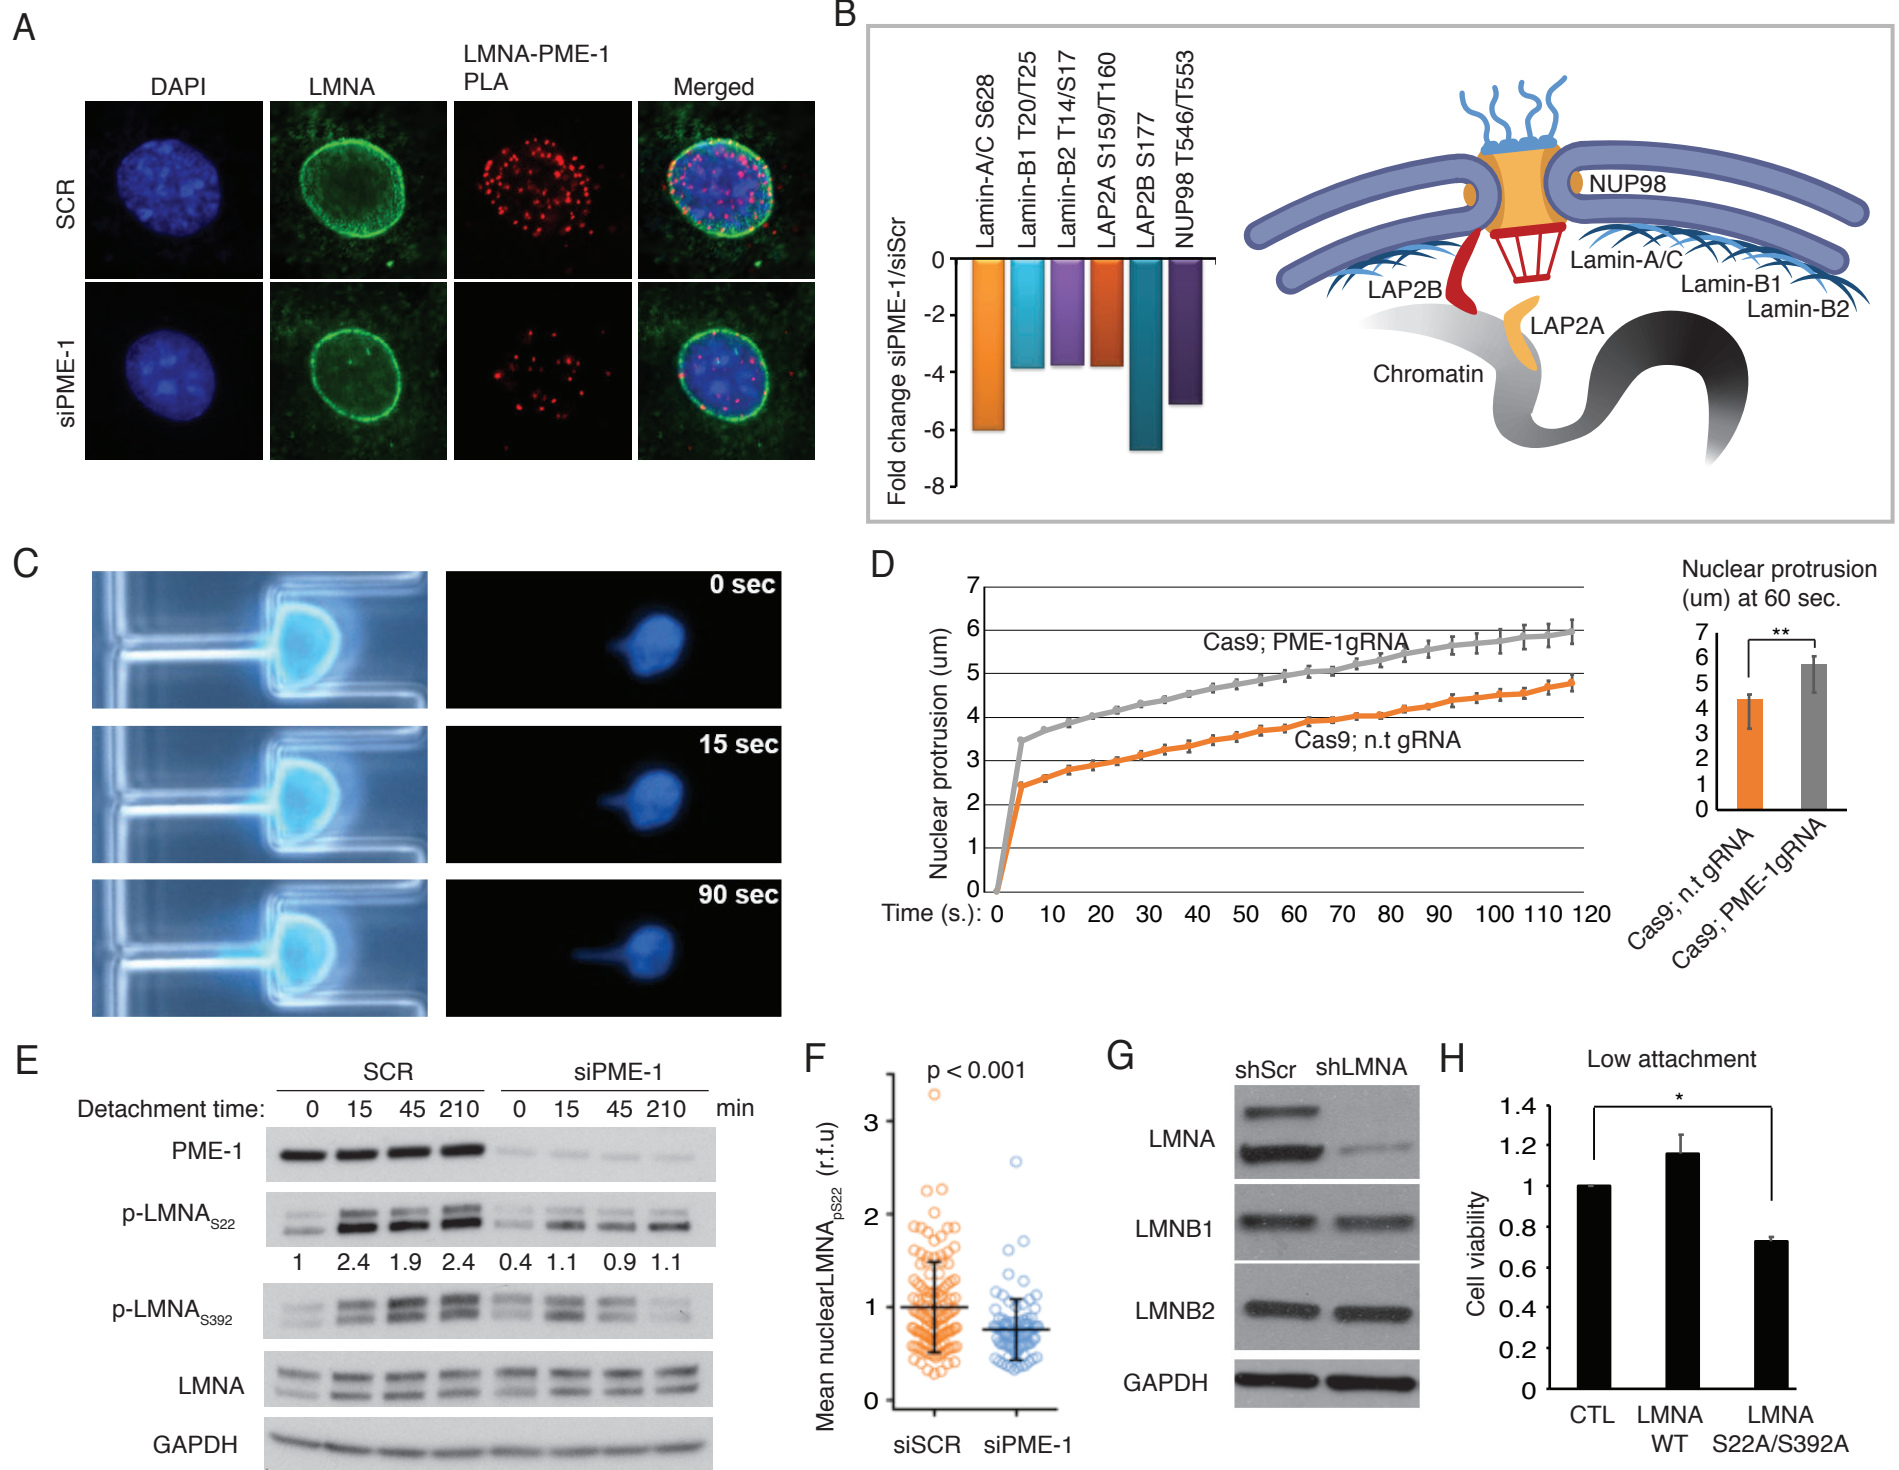 A
DAPI
LMNA
LMNA-PME-1
PLA
Merged
SCR
siPME-1
B
Fold change siPME-1/siScr
0
-2
-4
-6
-8
Lamin-A/C S628
Lamin-B1 T20/T25
Lamin-B2 T14/S17
LAP2A S159/T160
LAP2B S177
NUP98 T546/T553
NUP98
Lamin-A/C
Lamin-B1
Lamin-B2
LAP2B
LAP2A
Chromatin
C
0 sec
15 sec
90 sec
D
Nuclear protrusion (um)
7
6
5
4
3
2
1
0
Cas9; PME-1gRNA
Cas9; n.t gRNA
Time (s.): 0 10 20 30 40 50 60 70 80 90 100 110 120
Nuclear protrusion
(um) at 60 sec.
7
6
5
4
3
2
1
0
**
Cas9; n.t gRNA
Cas9; PME-1gRNA
E
SCR siPME-1
Detachment time: 0 15 45 210 0 15 45 210 min
PME-1
p-LMNAS22
1 2.4 1.9 2.4 0.4 1.1 0.9 1.1
p-LMNAS392
LMNA
GAPDH
F
p < 0.001
Mean nuclearLMNApS22 (r.f.u)
3
2
1
0
siSCR siPME-1
G
shScr shLMNA
LMNA
LMNB1
LMNB2
GAPDH
H
Low attachment
*
Cell viability
1.4
1.2
1
0.8
0.6
0.4
0.2
0
CTL LMNA LMNA
WT S22A/S392A